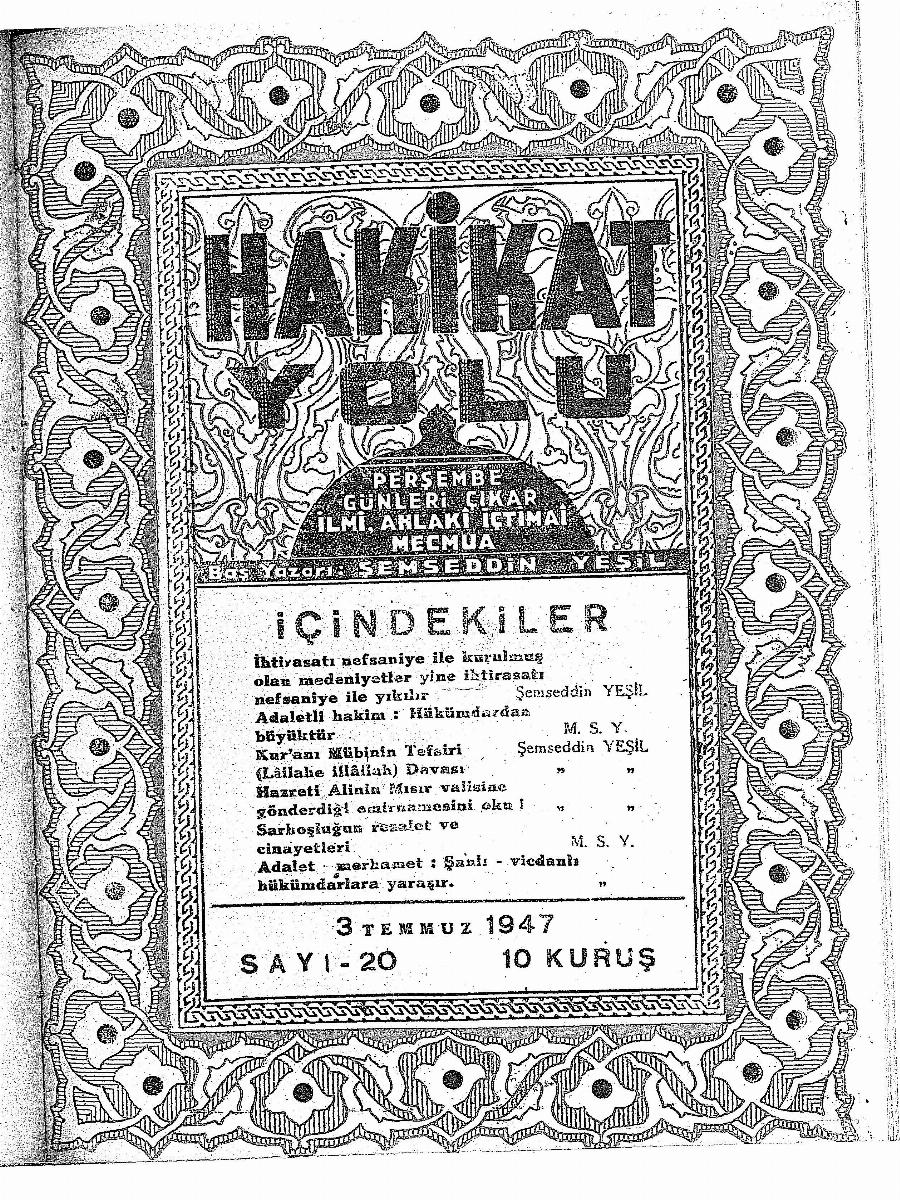 HAKİKAT
YOLU
PERŞEMBE
GÜNLERİ ÇIKAR
İLMİ, AHLAKİ İÇTİMAİ
MECMUA
Baş Yazarı: ŞEMSEDDİN YEŞİL
İÇİNDEKİLER
İhtirasatı nefsaniye ile kurulmuş
olan medeniyetler yine ihtirasatı
nefsaniye ile yıkılır Şemseddin YEŞİL
Adaletli hakim : Hükümdardan
büyüktür M. S. Y.
Kur'anı Mübinin Tefsiri Şemseddin YEŞİL
(Lâilahe illâllah) Davası " "
Hazreti Alinin Mısır valisine
gönderdiği emirnamesini oku ! " "
Sarhoşluğun rezalet ve
cinayetleri M. S. Y.
Adalet - merhamet : Şanlı - vicdanlı
hükümdarlara yaraşır. "
3 TEMMUZ 1947
SAYI - 20 10 KURUŞ